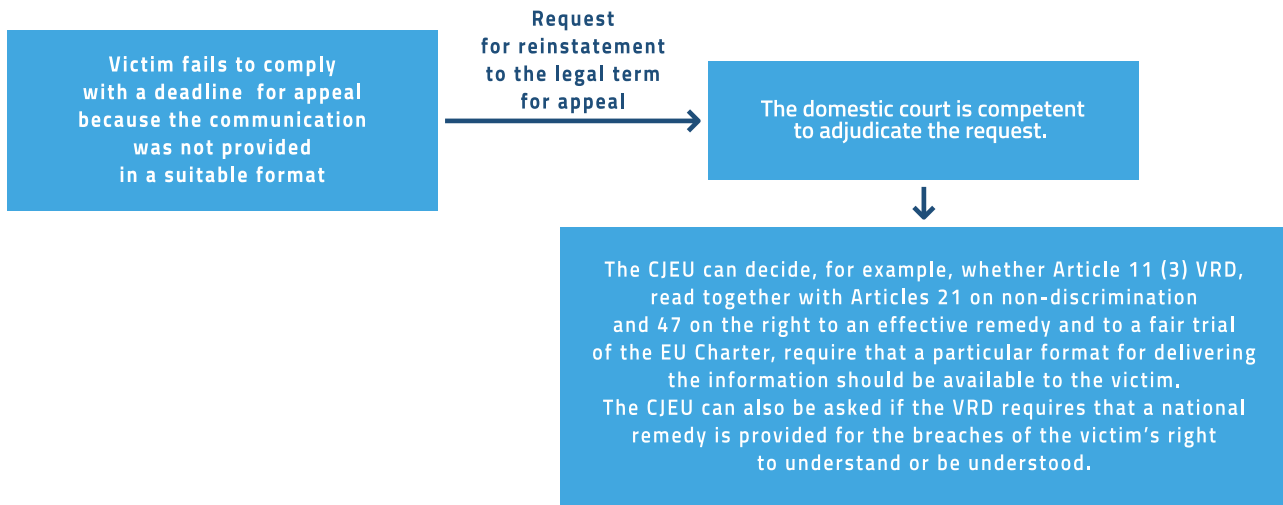 Victim fails to comply
with a deadline for appeal
because the communication
was not provided
in a suitable format
Request
for reinstatement
to the legal term
for appeal
The domestic court is competent
to adjudicate the request.
The CJEU can decide, for example, whether Article 11 (3) VRD,
read together with Articles 21 on non-discrimination
and 47 on the right to an effective remedy and to a fair trial
of the EU Charter, require that a particular format for delivering
the information should be available to the victim.
The CJEU can also be asked if the VRD requires that a national
remedy is provided for the breaches of the victim's right
to understand or be understood.